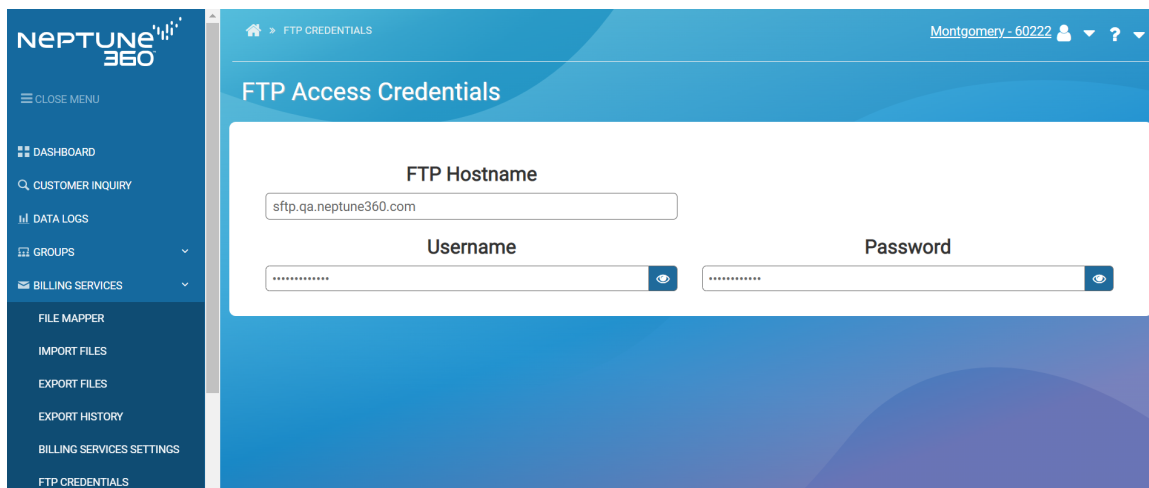 NEPTUNE
360
CLOSE MENU
DASHBOARD
CUSTOMER INQUIRY
DATA LOGS
GROUPS
BILLING SERVICES
FILE MAPPER
IMPORT FILES
EXPORT FILES
EXPORT HISTORY
BILLING SERVICES SETTINGS
FTP CREDENTIALS
» FTP CREDENTIALS
Montgomery - 60222 ?
FTP Access Credentials
FTP Hostname
sftp.qa.neptune360.com
Username Password
••••••••••••• ••••••••••••